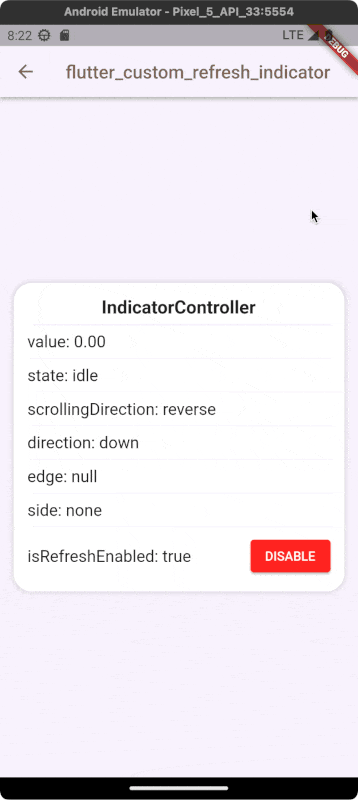 Android Emulator - Pixel_5_API_33:5554
8:22 LTE
DEBUG
flutter_custom_refresh_indicator
IndicatorController
value: 0.00
state: idle
scrollingDirection: reverse
direction: down
edge: null
side: none
isRefreshEnabled: true DISABLE